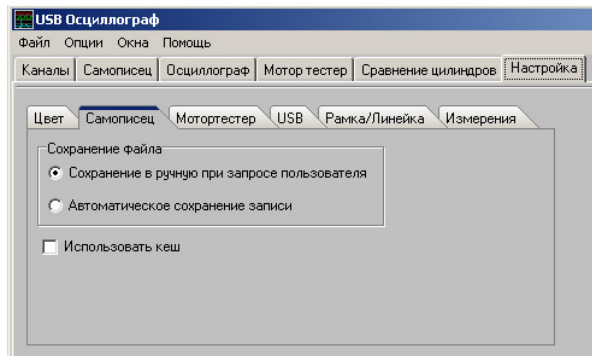 USB Осциллограф
Файл Опции Окна Помощь
Каналы Самописец Осциллограф Мотор тестер Сравнение цилиндров Настройка
Цвет Самописец Мотортестер USB Рамка/Линейка Измерения
Сохранение файла
Сохранение в ручную при запросе пользователя
Автоматическое сохранение записи
Использовать кеш